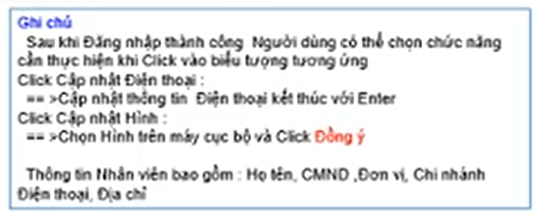 Ghi chú
Sau khi Đăng nhập thành công Người dùng có thể chọn chức năng
cần thực hiện khi Click vào biểu tượng tương ứng
Click Cập nhật Điện thoại :
== >Cập nhật thông tin Điện thoại kết thúc với Enter
Click Cập nhật Hình :
== >Chọn Hình trên máy cục bộ và Click Đồng ý
Thông tin Nhân viên bao gồm : Họ tên, CMND ,Đơn vị, Chi nhánh
Điện thoại, Địa chỉ